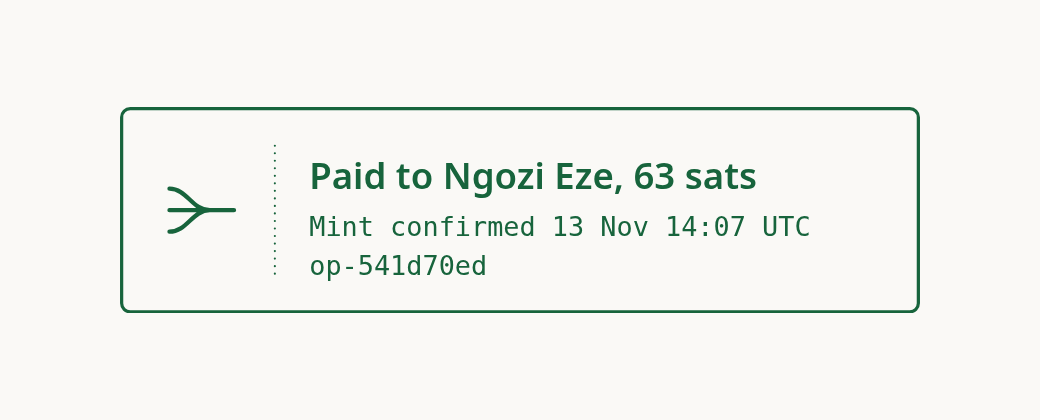 Paid to Ngozi Eze, 63 sats
Mint confirmed 13 Nov 14:07 UTC
op-541d70ed